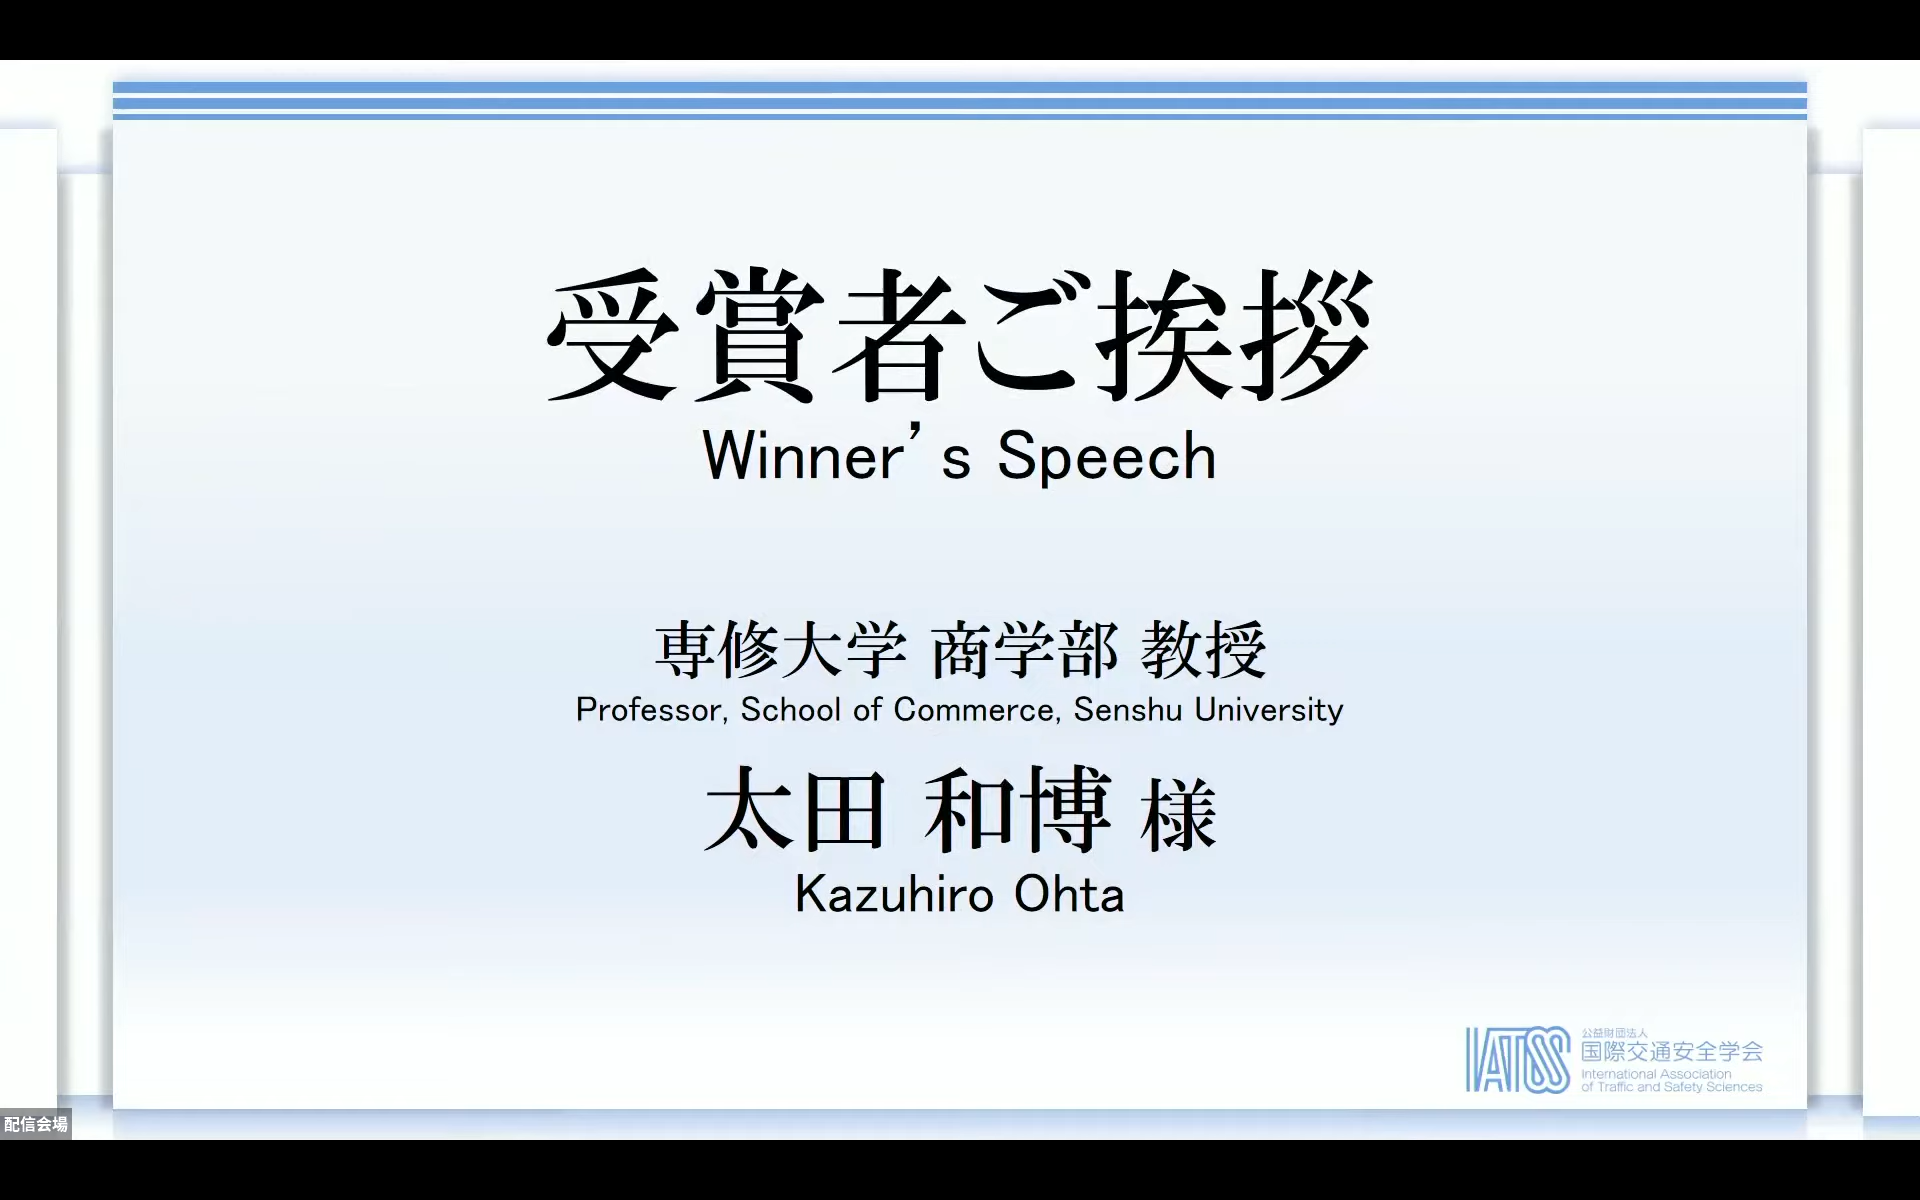 受賞者ご挨拶
Winner's Speech
専修大学 商学部 教授
Professor, School of Commerce, Senshu University
太田 和博 様
Kazuhiro Ohta
IATSS
公益財団法人
国際交通安全学会
International Association
of Traffic and Safety Sciences
配信会場